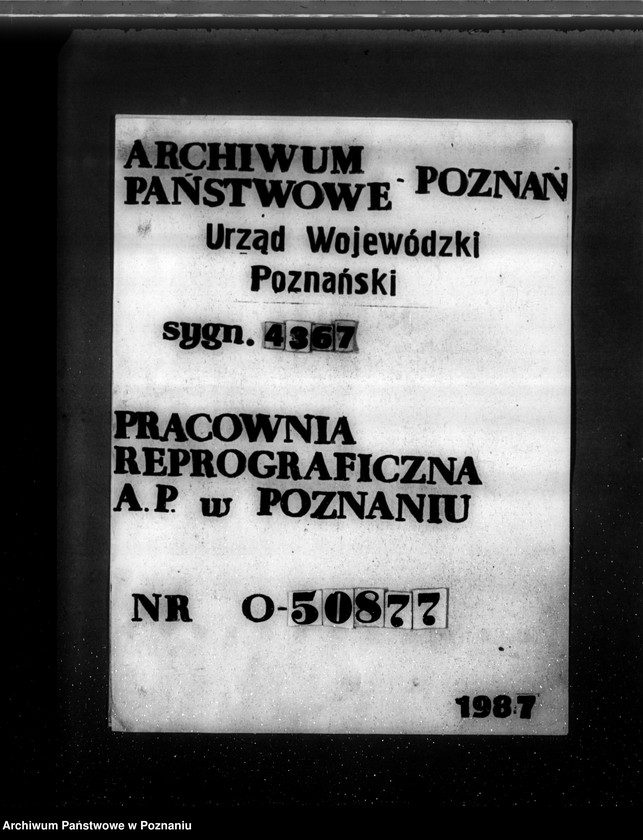 ARCHIWUM
PAŃSTWOWE - POZNAŃ
Urząd Wojewódzki
Poznański
sygn. 4367
PRACOWNIA
REPROGRAFICZNA
A.P. w POZNANIU
NR O-50877
1987
Archiwum Państwowe w Poznaniu